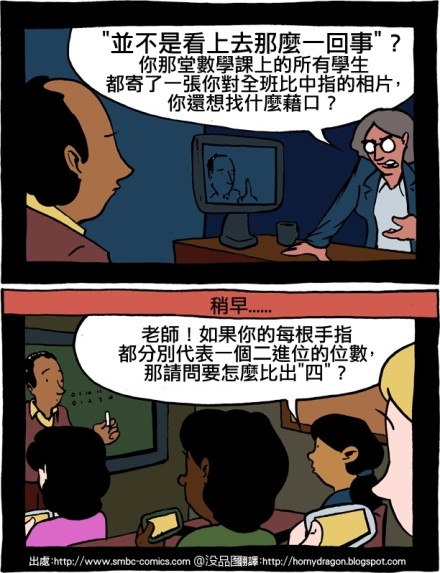 "並不是看上去那麼一回事"？
你那堂數學課上的所有學生
都寄了一張你對全班比中指的相片，
你還想找什麼藉口？
稍早......
老師！如果你的每根手指
都分別代表一個二進位的位數，
那請問要怎麼比出"四"？
出處:http://www.smbc-comics.com @没品图翻譯:http://hornydragon.blogspot.com